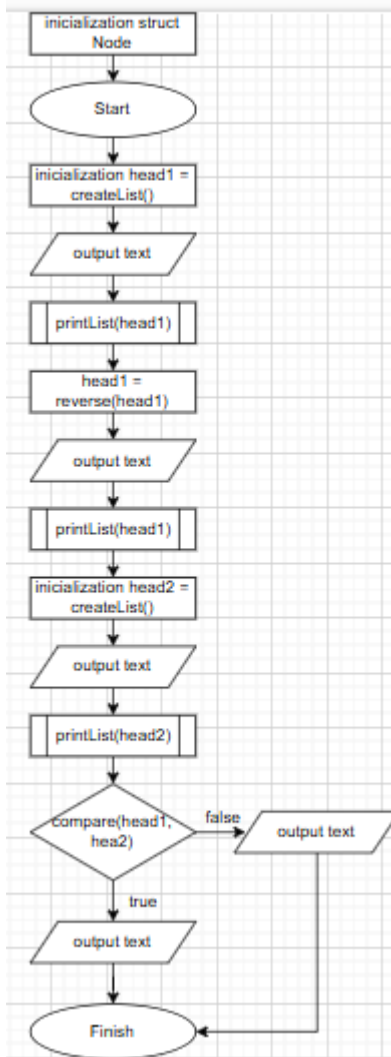 inicialization struct
Node
Start
inicialization head1 =
createList()
output text
printList(head1)
head1 =
reverse(head1)
output text
printList(head1)
inicialization head2 =
createList()
output text
printList(head2)
compare(head1,
hea2)
false
output text
true
output text
Finish